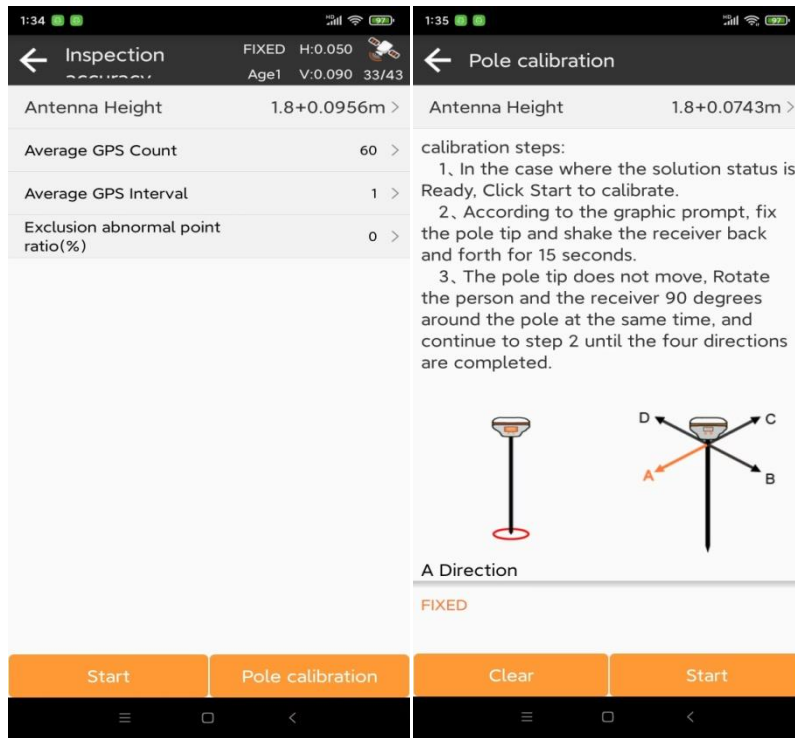 1:34
HD
97
Inspection
accuracy
FIXED H:0.050
Age1 V:0.090 33/43
Antenna Height 1.8+0.0956m >
Average GPS Count 60 >
Average GPS Interval 1 >
Exclusion abnormal point
ratio(%) 0 >
Start Pole calibration
1:35
HD
97
Pole calibration
Antenna Height 1.8+0.0743m >
calibration steps:
1、In the case where the solution status is
Ready, Click Start to calibrate.
2、According to the graphic prompt, fix
the pole tip and shake the receiver back
and forth for 15 seconds.
3、The pole tip does not move, Rotate
the person and the receiver 90 degrees
around the pole at the same time, and
continue to step 2 until the four directions
are completed.
D C
A B
A Direction
FIXED
Clear Start